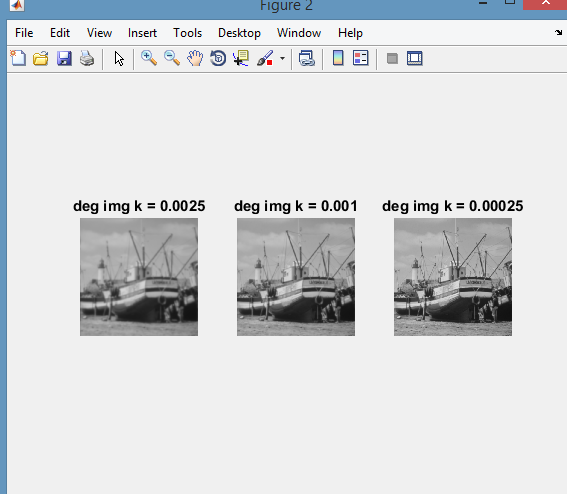 Figure 2
File Edit View Insert Tools Desktop Window Help
deg img k = 0.0025 deg img k = 0.001 deg img k = 0.00025